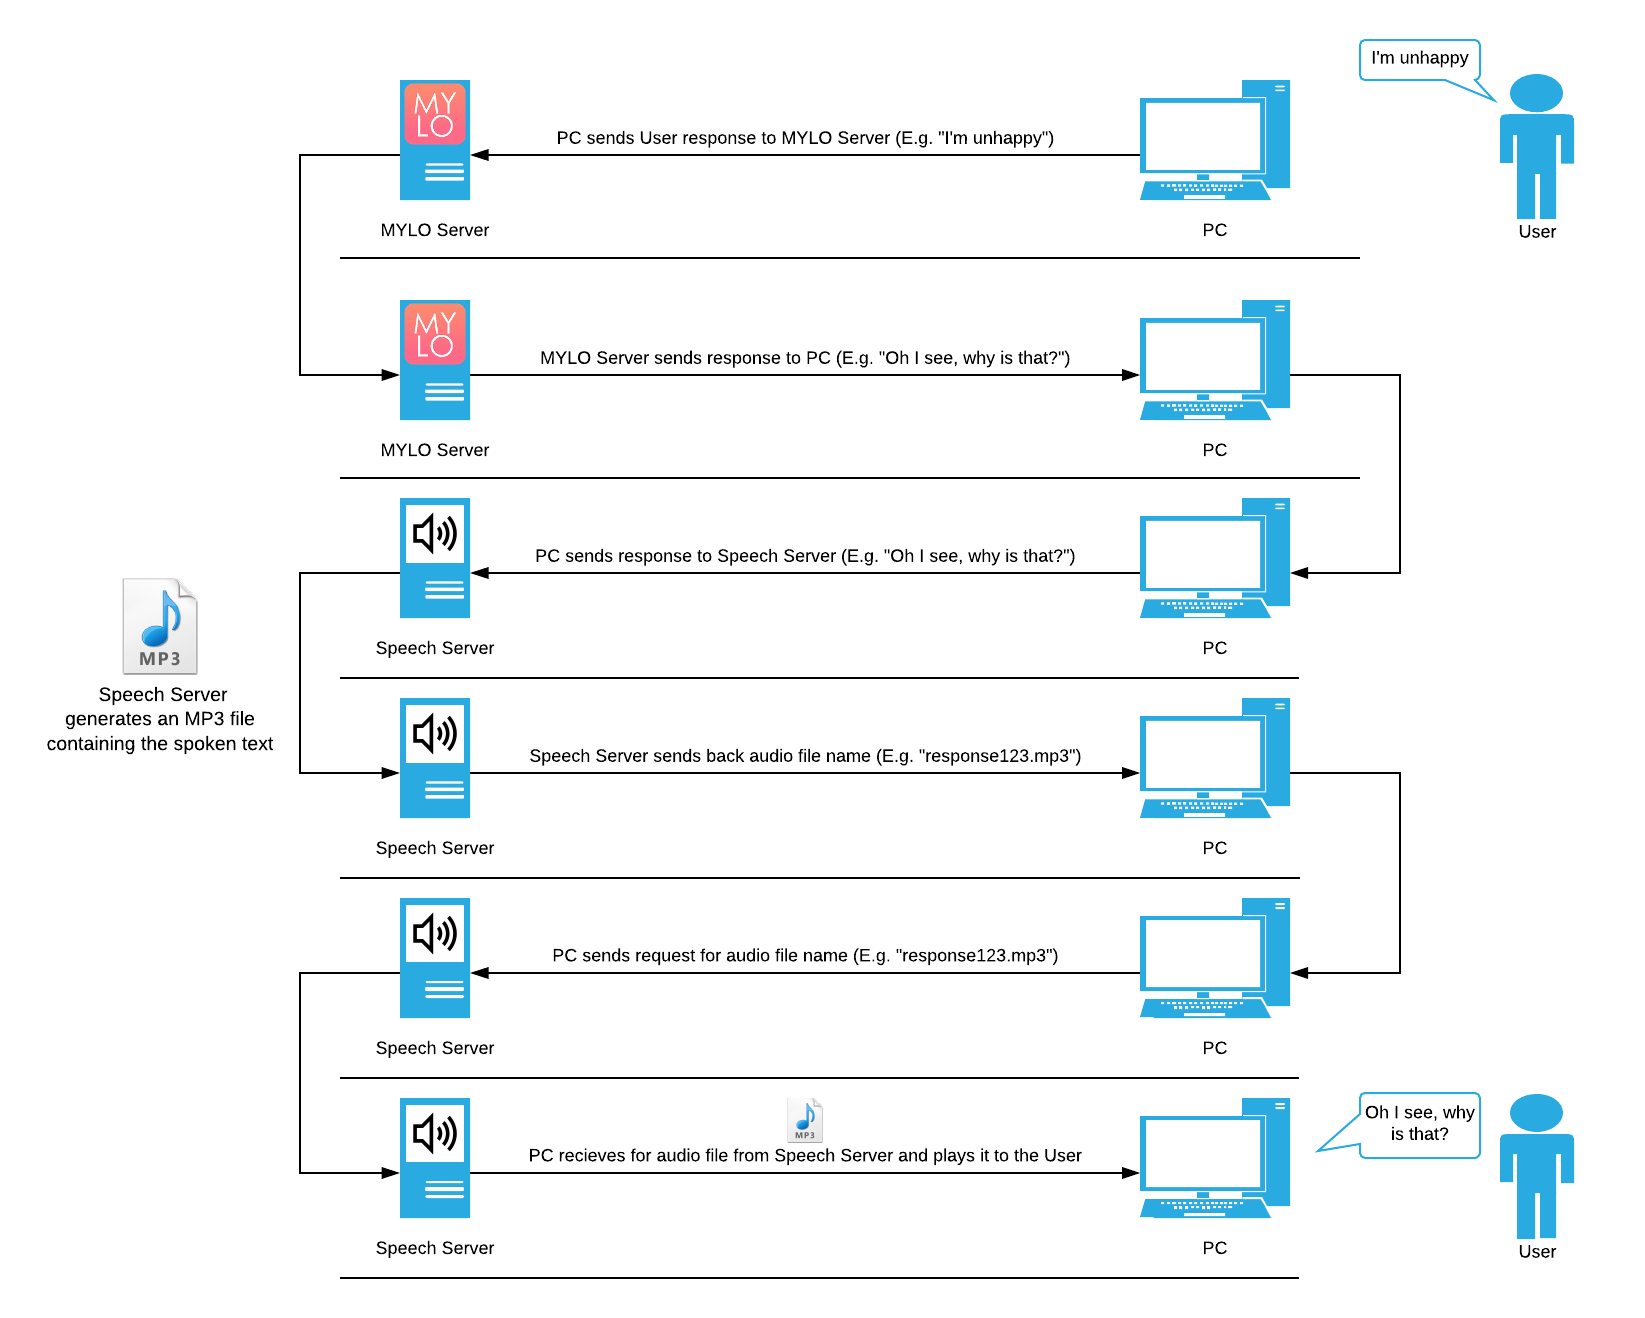 I'm unhappy
MY
LO
PC sends User response to MYLO Server (E.g. "I'm unhappy")
MYLO Server
PC
User
MY
LO
MYLO Server sends response to PC (E.g. "Oh I see, why is that?")
MYLO Server
PC
PC sends response to Speech Server (E.g. "Oh I see, why is that?")
Speech Server
PC
MP3
Speech Server
generates an MP3 file
containing the spoken text
Speech Server sends back audio file name (E.g. "response123.mp3")
Speech Server
PC
PC sends request for audio file name (E.g. "response123.mp3")
Speech Server
PC
MP3
PC recieves for audio file from Speech Server and plays it to the User
Oh I see, why
is that?
Speech Server
PC
User